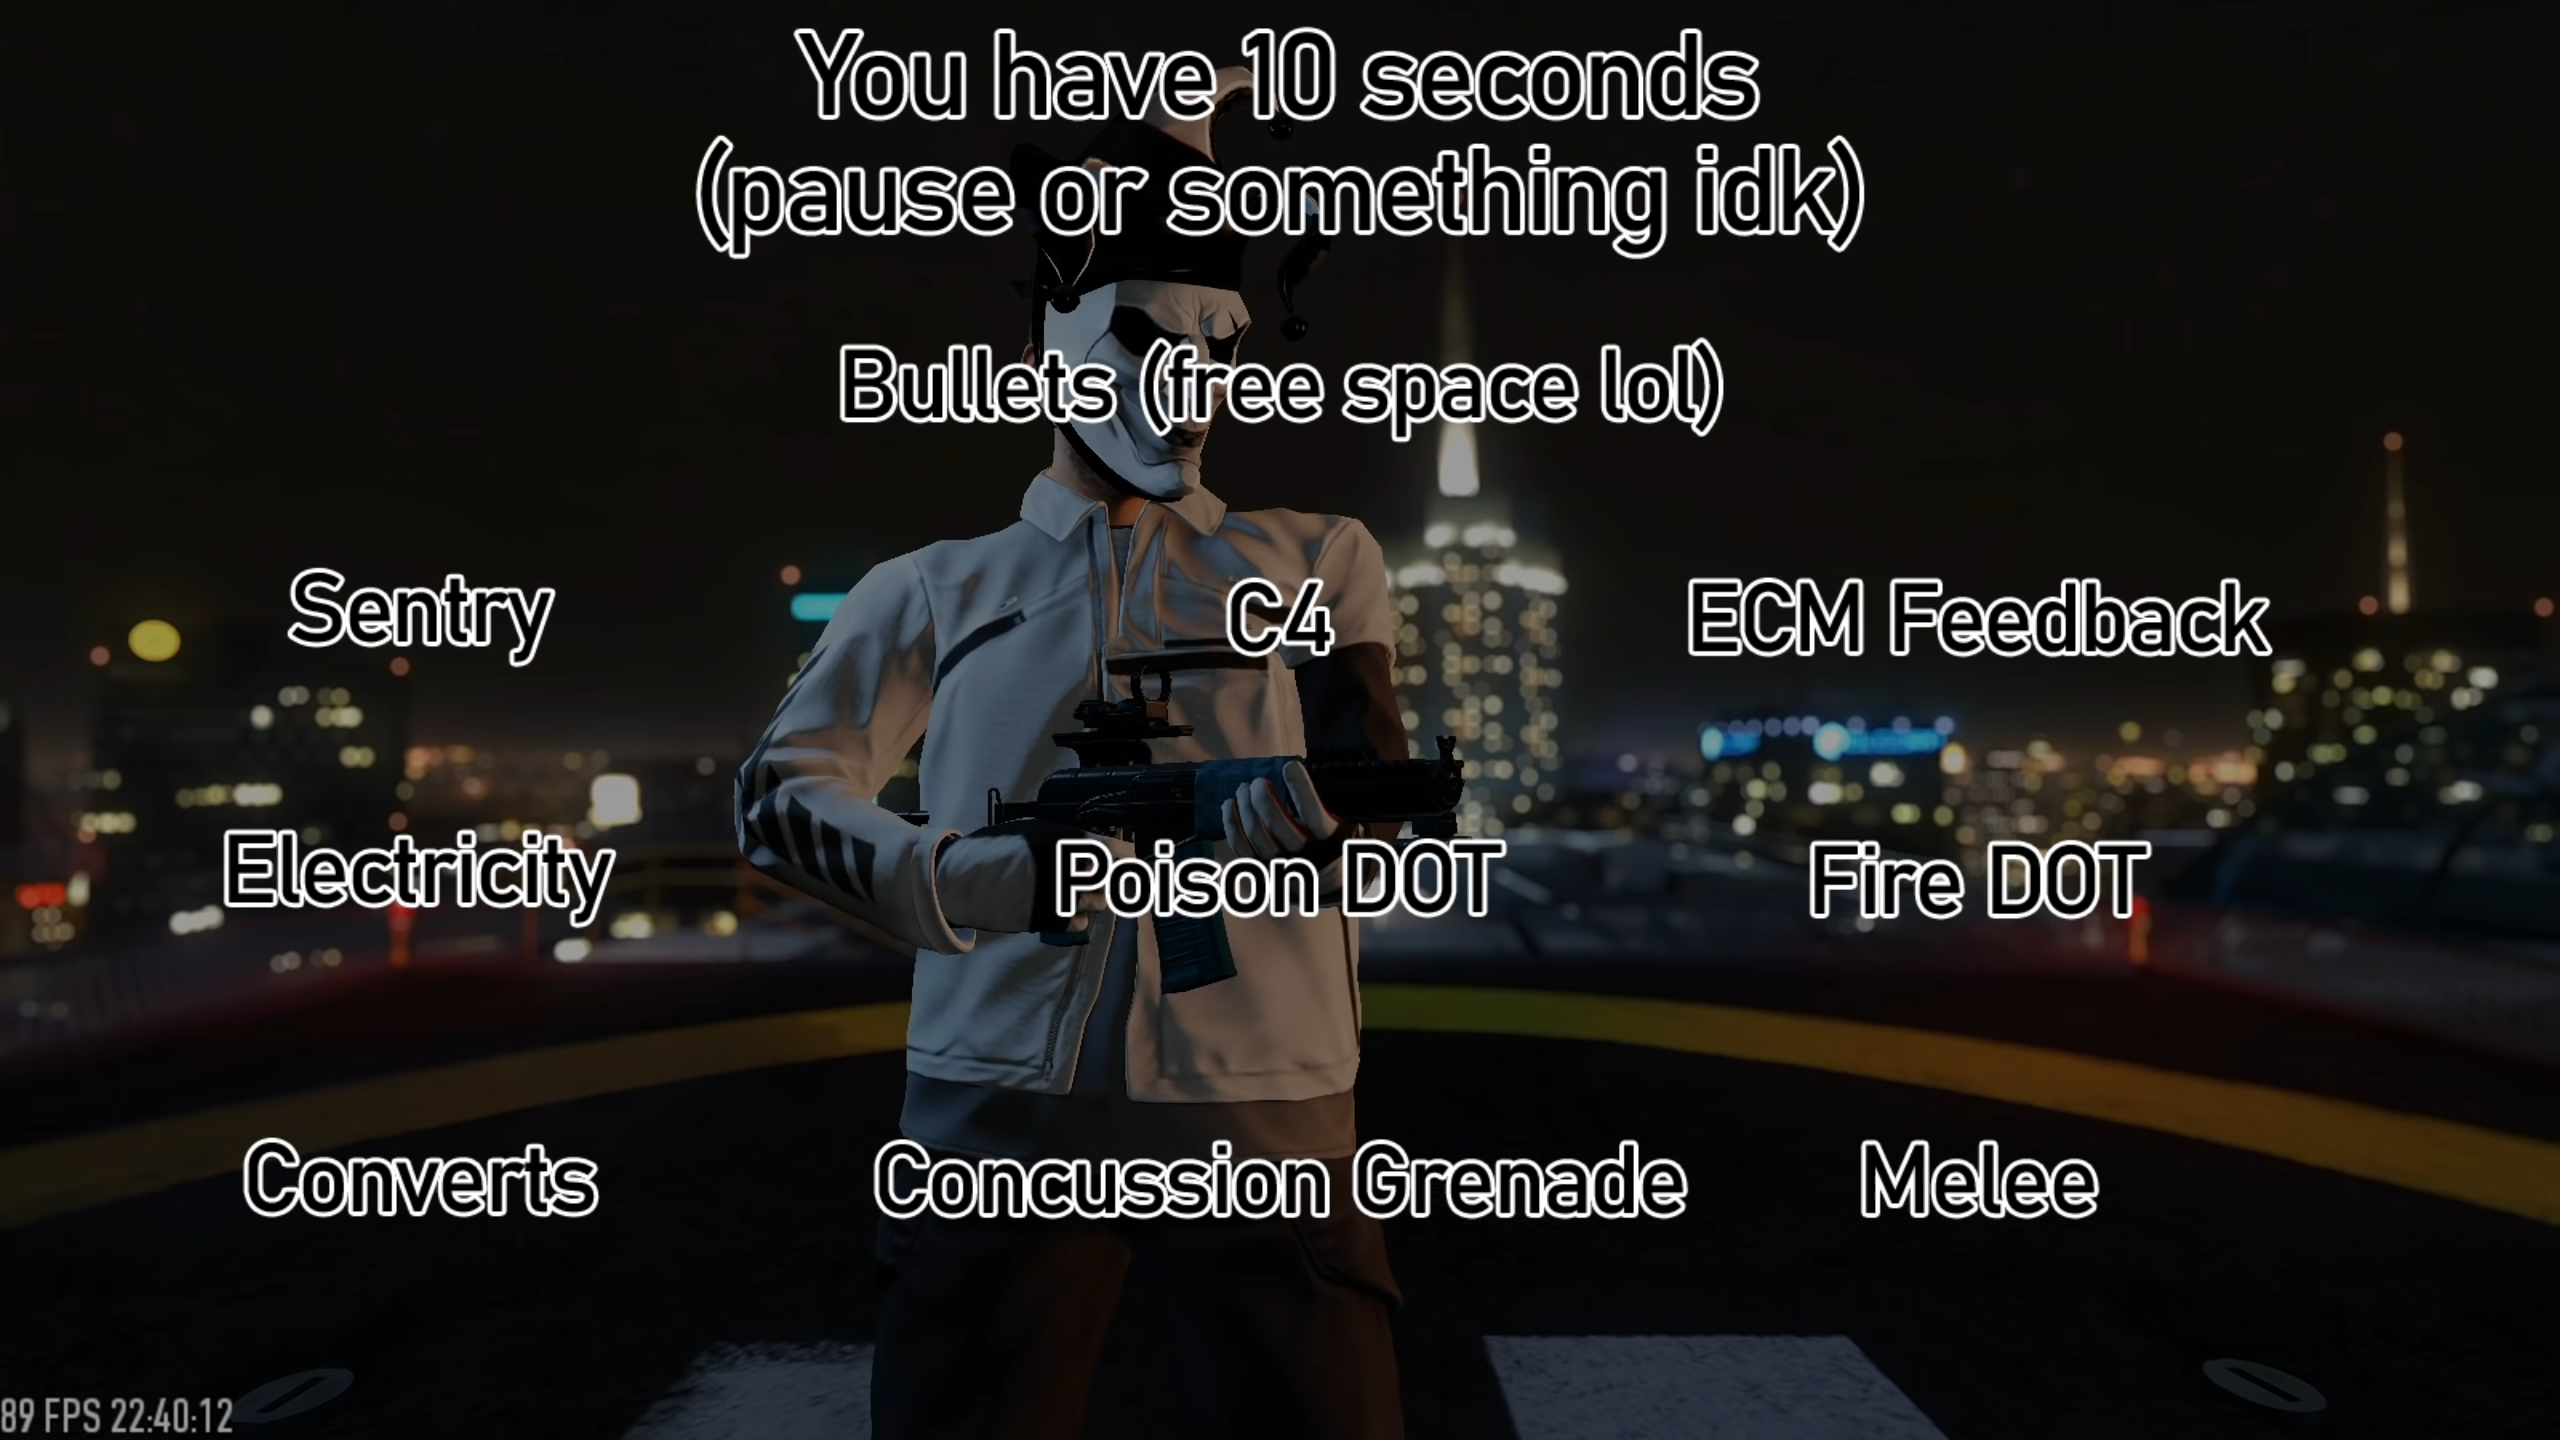 You have 10 seconds
(pause or something idk)
Bullets (free space lol)
Sentry
C4
ECM Feedback
Electricity
Poison DOT
Fire DOT
Converts
Concussion Grenade
Melee
89 FPS 22:40:12